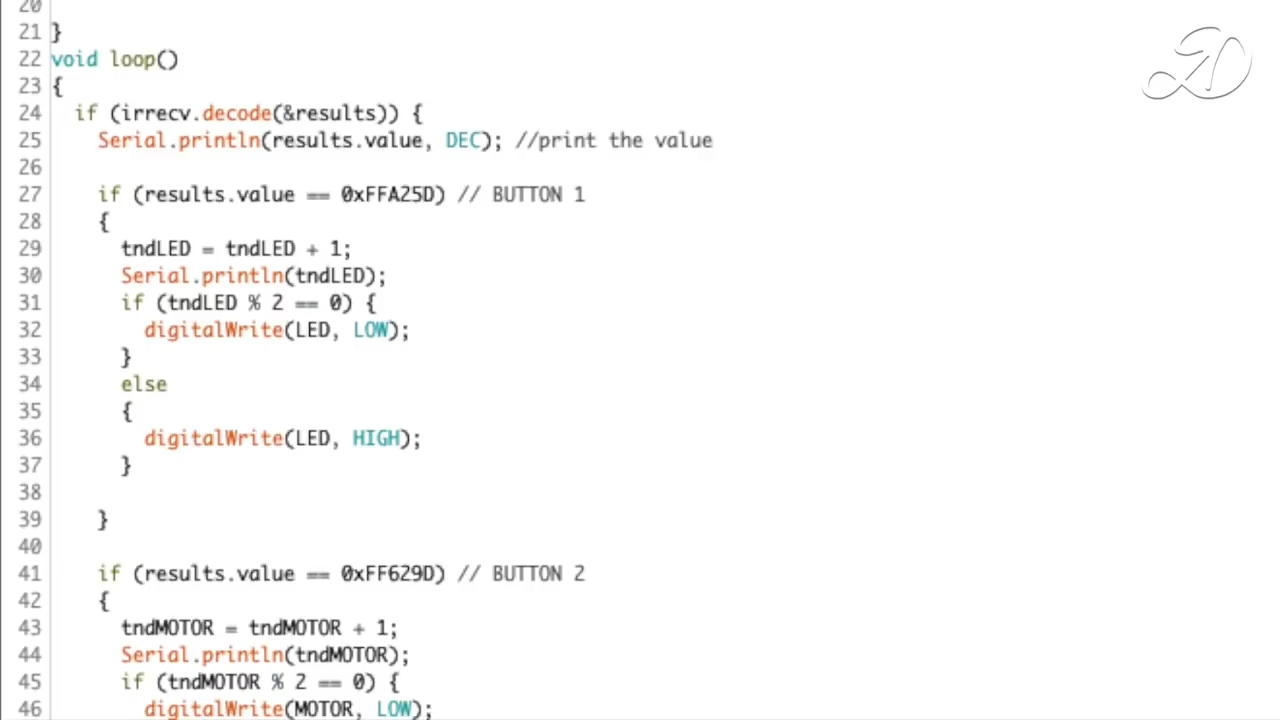 20
21 }
22 void loop()
23 {
24 if (irrecv.decode(&results)) {
25 Serial.println(results.value, DEC); //print the value
26
27 if (results.value == 0xFFA25D) // BUTTON 1
28 {
29 tndLED = tndLED + 1;
30 Serial.println(tndLED);
31 if (tndLED % 2 == 0) {
32 digitalWrite(LED, LOW);
33 }
34 else
35 {
36 digitalWrite(LED, HIGH);
37 }
38
39 }
40
41 if (results.value == 0xFF629D) // BUTTON 2
42 {
43 tndMOTOR = tndMOTOR + 1;
44 Serial.println(tndMOTOR);
45 if (tndMOTOR % 2 == 0) {
46 digitalWrite(MOTOR, LOW);